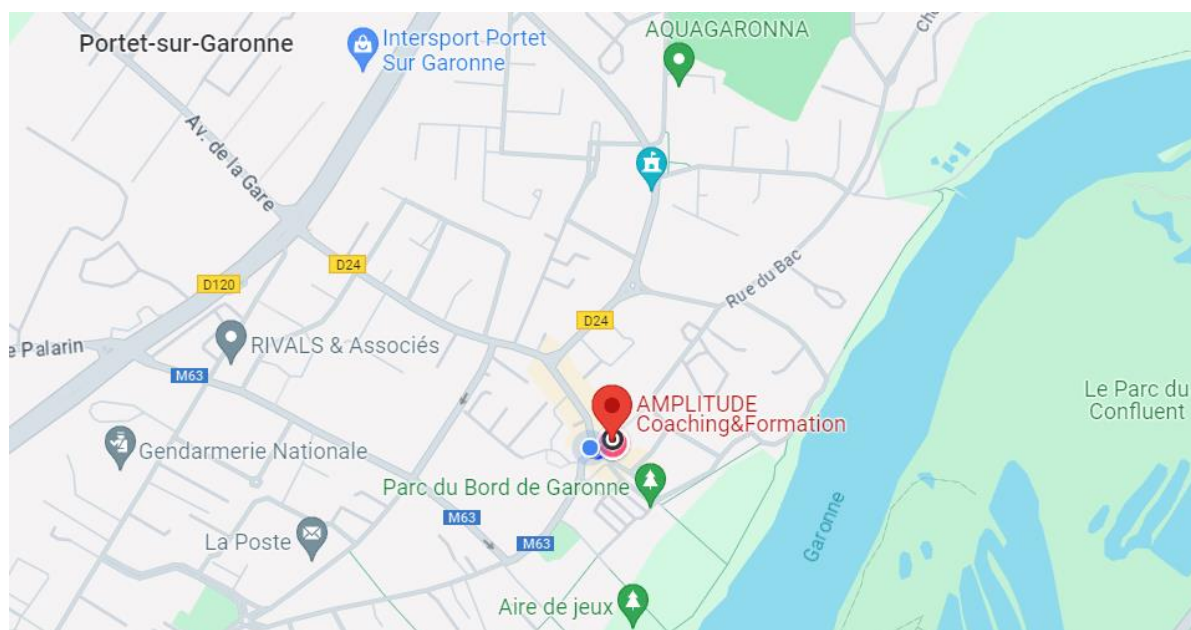 Portet-sur-Garonne
Intersport Portet
Sur Garonne
AQUAGARONNA
Av. de la Gare
D24
D120
Rue du Bac
D24
RIVALS & Associés
Palarin
M63
AMPLITUDE
Coaching&Formation
Le Parc du
Confluent
Gendarmerie Nationale
Parc du Bord de Garonne
M63
Garonne
La Poste
M63
Aire de jeux